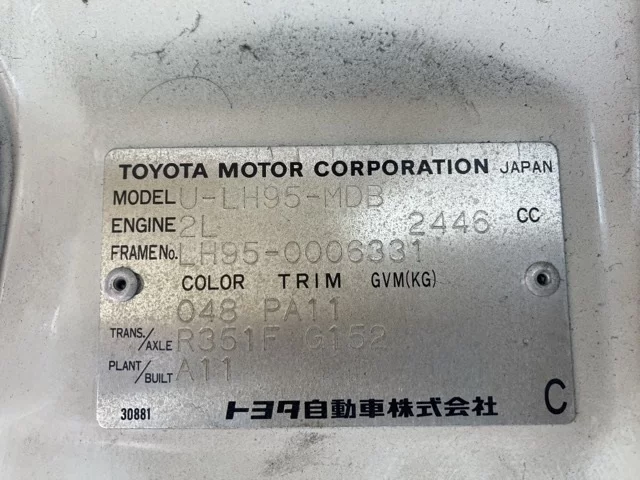 TOYOTA MOTOR CORPORATION JAPAN
MODEL U-LH95-MDB
ENGINE 2L 2446 CC
FRAME No. LH95-0006331
COLOR TRIM GVM(KG)
048 PA11
TRANS./AXLE R351F G152
PLANT/BUILT A11
30881 トヨタ自動車株式会社 C